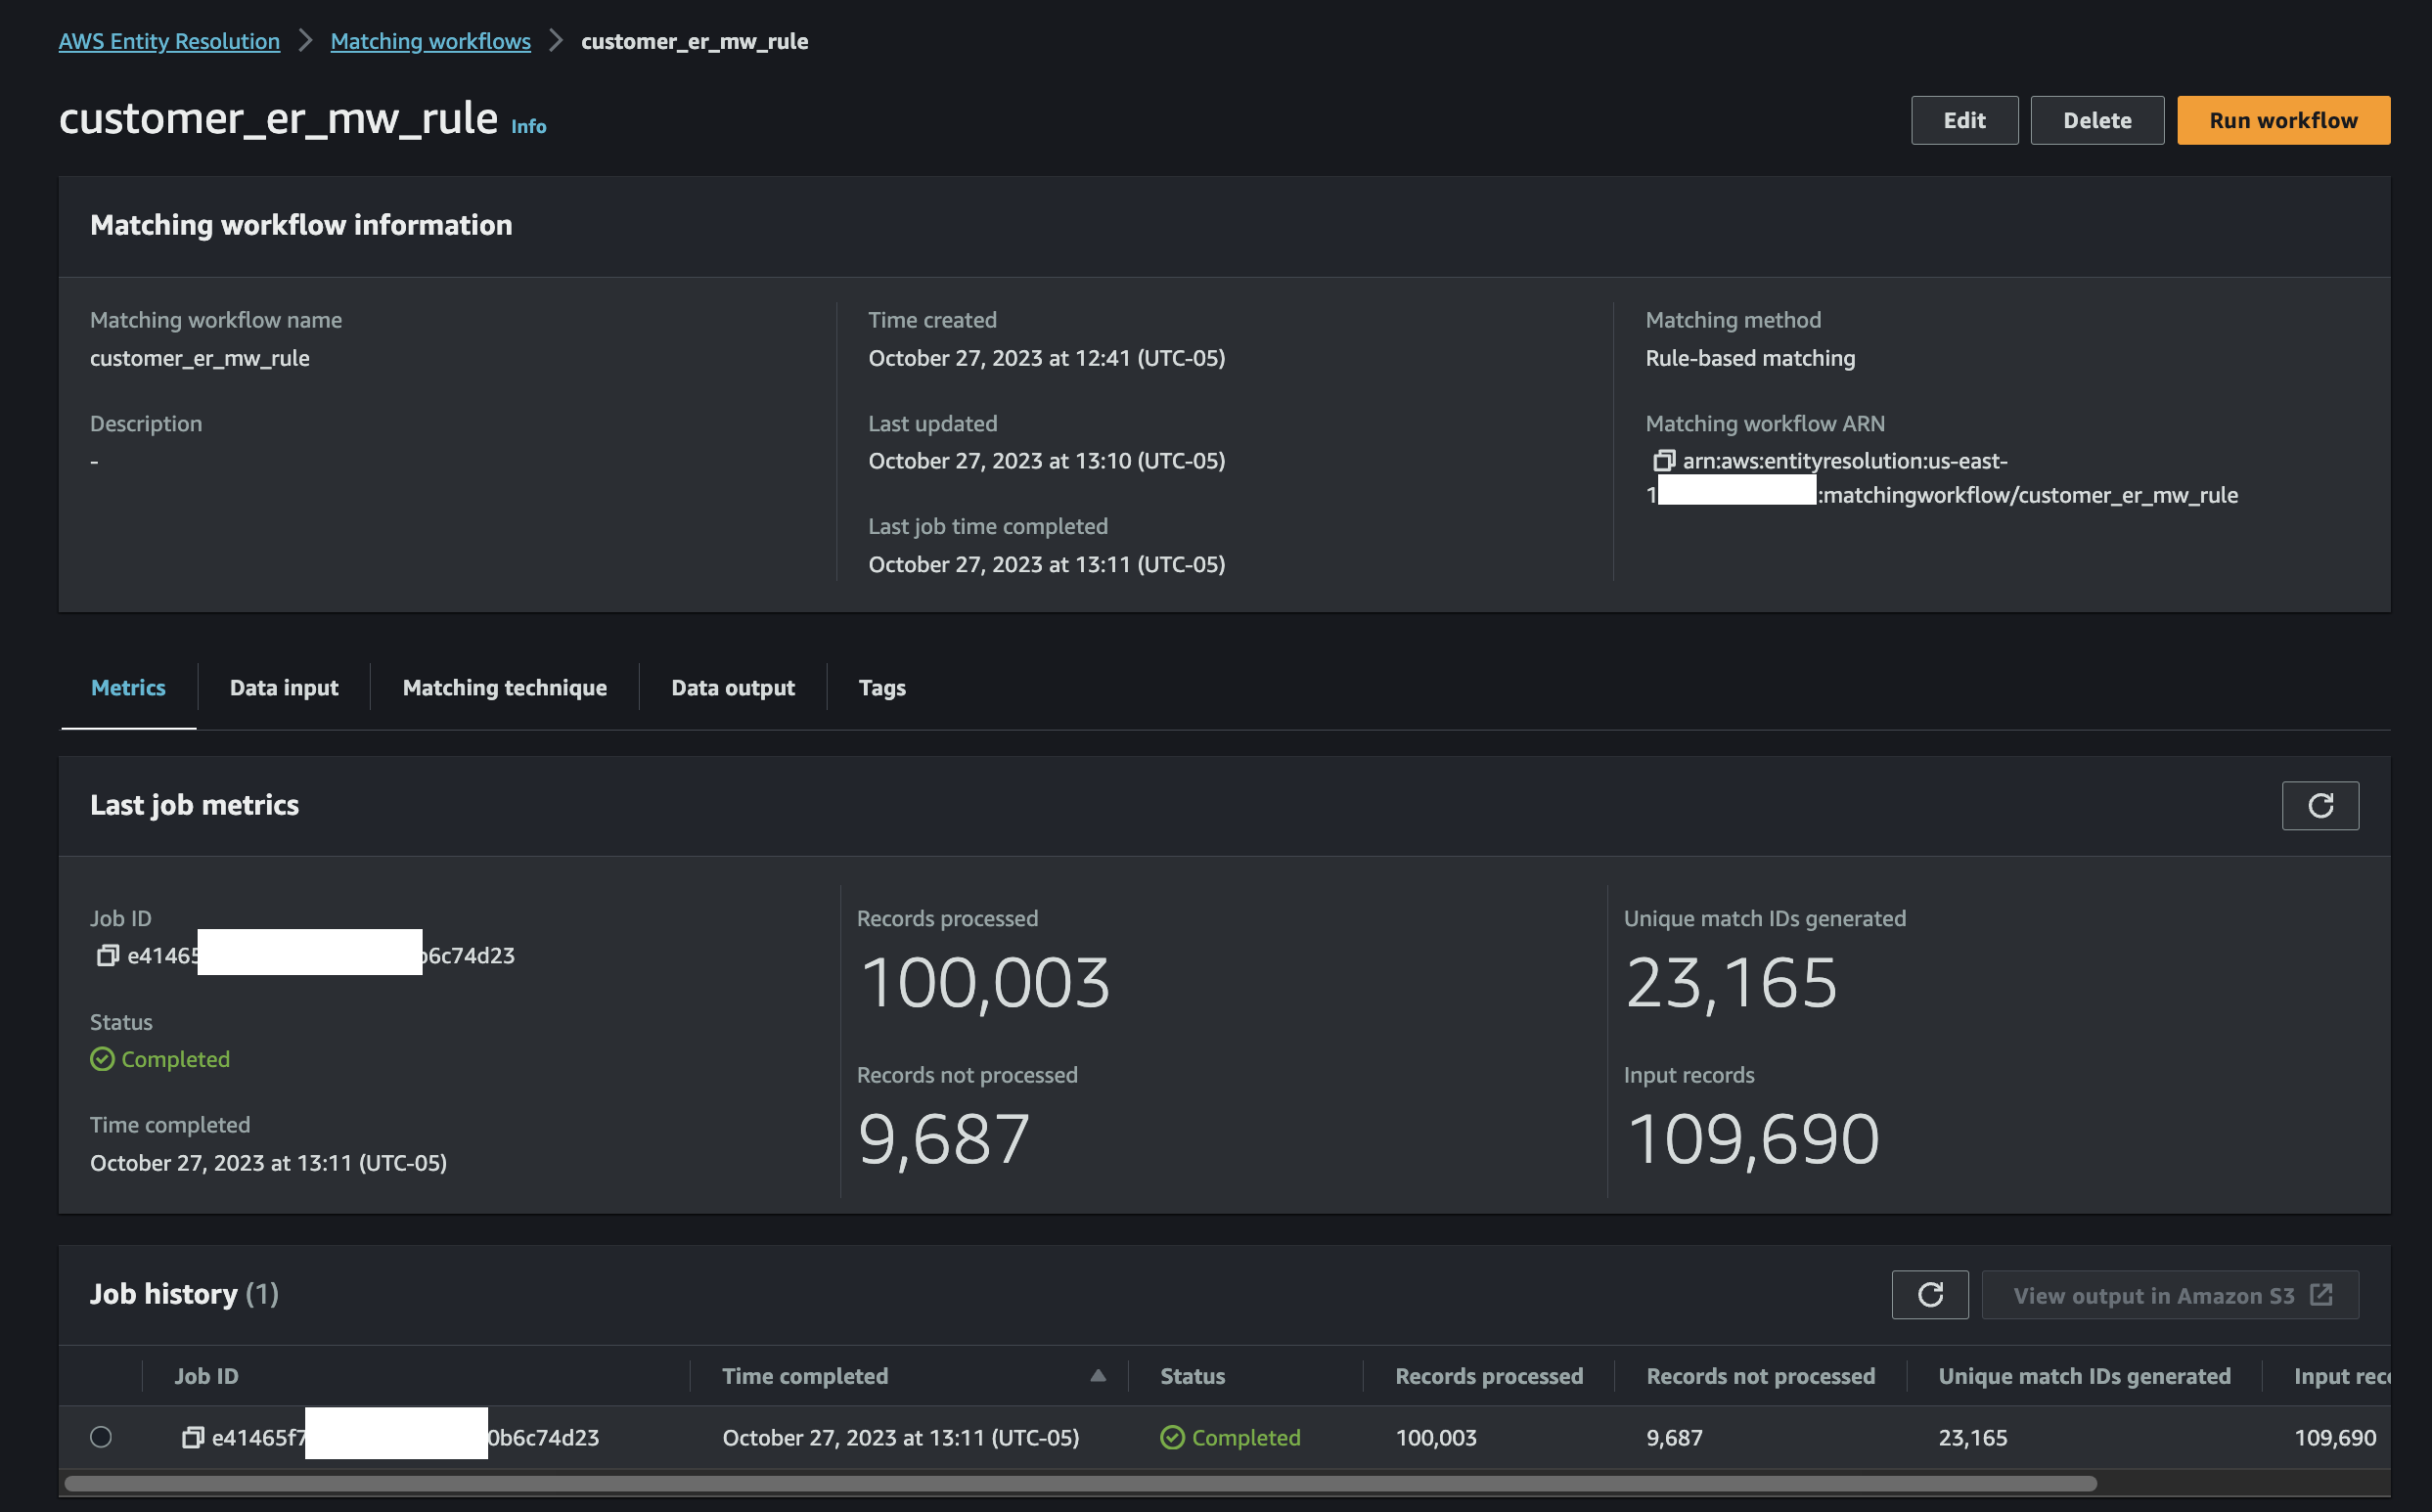 AWS Entity Resolution > Matching workflows > customer_er_mw_rule
customer_er_mw_rule Info
Edit Delete Run workflow
Matching workflow information
Matching workflow name
customer_er_mw_rule
Description
-
Time created
October 27, 2023 at 12:41 (UTC-05)
Last updated
October 27, 2023 at 13:10 (UTC-05)
Last job time completed
October 27, 2023 at 13:11 (UTC-05)
Matching method
Rule-based matching
Matching workflow ARN
arn:aws:entityresolution:us-east-
1 :matchingworkflow/customer_er_mw_rule
Metrics Data input Matching technique Data output Tags
Last job metrics
Job ID
e41465 b6c74d23
Status
Completed
Time completed
October 27, 2023 at 13:11 (UTC-05)
Records processed
100,003
Records not processed
9,687
Unique match IDs generated
23,165
Input records
109,690
Job history (1)
View output in Amazon S3
Job ID Time completed Status Records processed Records not processed Unique match IDs generated Input rec
e41465f7 0b6c74d23 October 27, 2023 at 13:11 (UTC-05) Completed 100,003 9,687 23,165 109,690